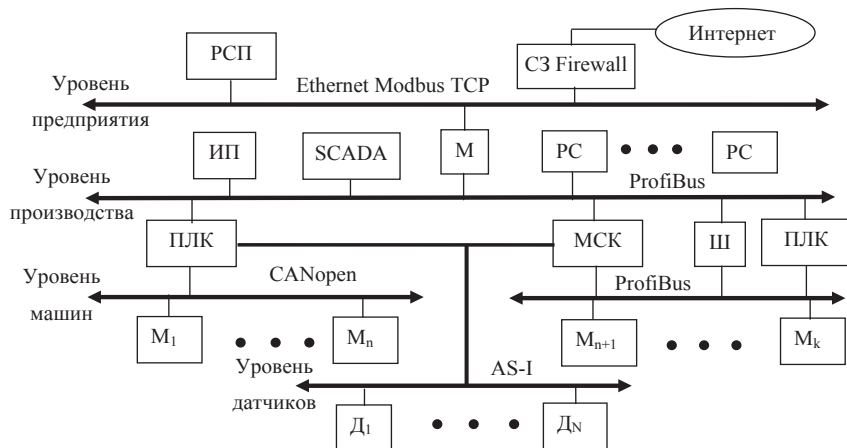 Интернет
РСП
СЗ Firewall
Уровень
предприятия
Ethernet Modbus TCP
ИП
SCADA
М
РС
РС
Уровень
производства
ProfiBus
ПЛК
МСК
Ш
ПЛК
Уровень
машин
CANopen
ProfiBus
М1
Мn
Мn+1
Мk
Уровень
датчиков
AS-I
Д1
ДN